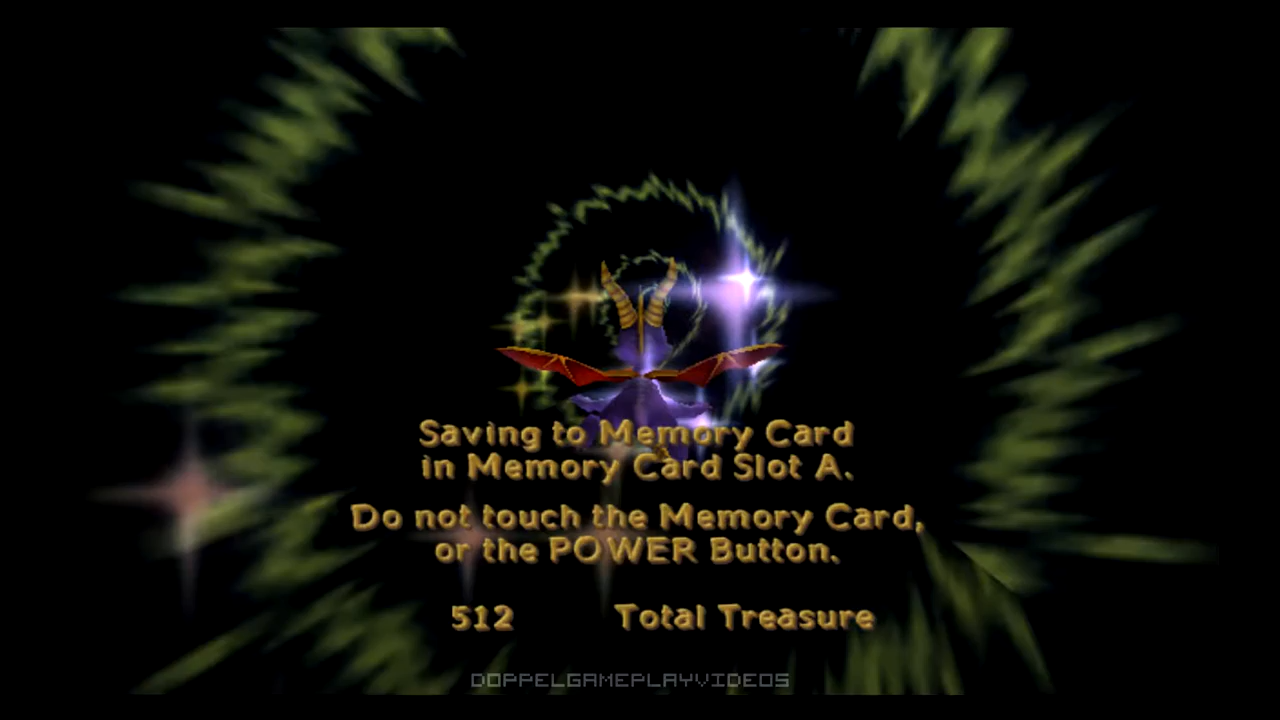 Saving to Memory Card
in Memory Card Slot A.
Do not touch the Memory Card,
or the POWER Button.
512 Total Treasure
DOPPELGAMEPLAYVIDEOS